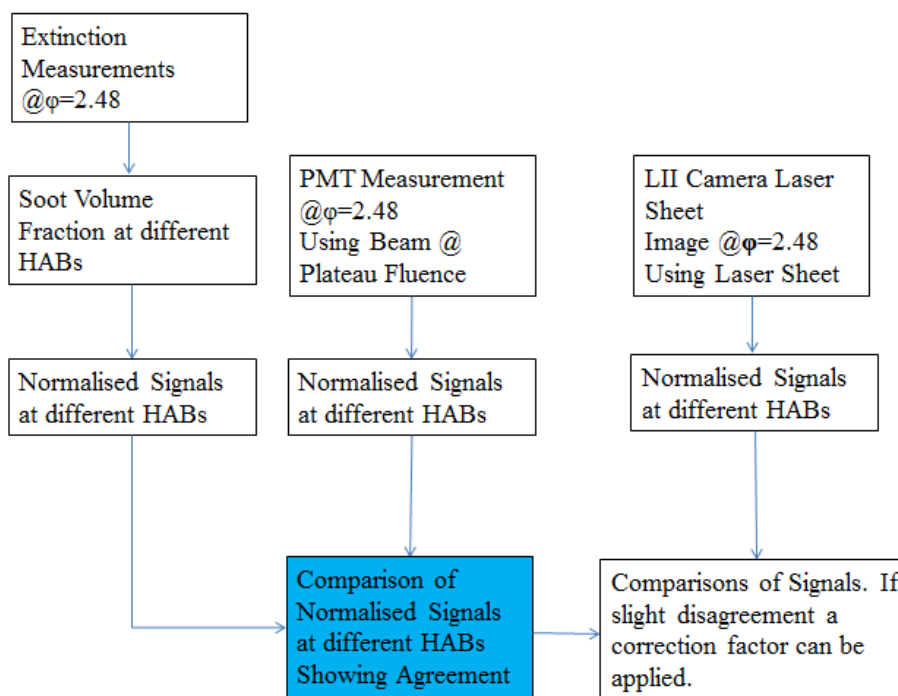 Extinction
Measurements
@φ=2.48
Soot Volume
Fraction at different
HABs
PMT Measurement
@φ=2.48
Using Beam @
Plateau Fluence
LII Camera Laser
Sheet
Image @φ=2.48
Using Laser Sheet
Normalised Signals
at different HABs
Normalised Signals
at different HABs
Normalised Signals
at different HABs
Comparison of
Normalised Signals
at different HABs
Showing Agreement
Comparisons of Signals. If
slight disagreement a
correction factor can be
applied.